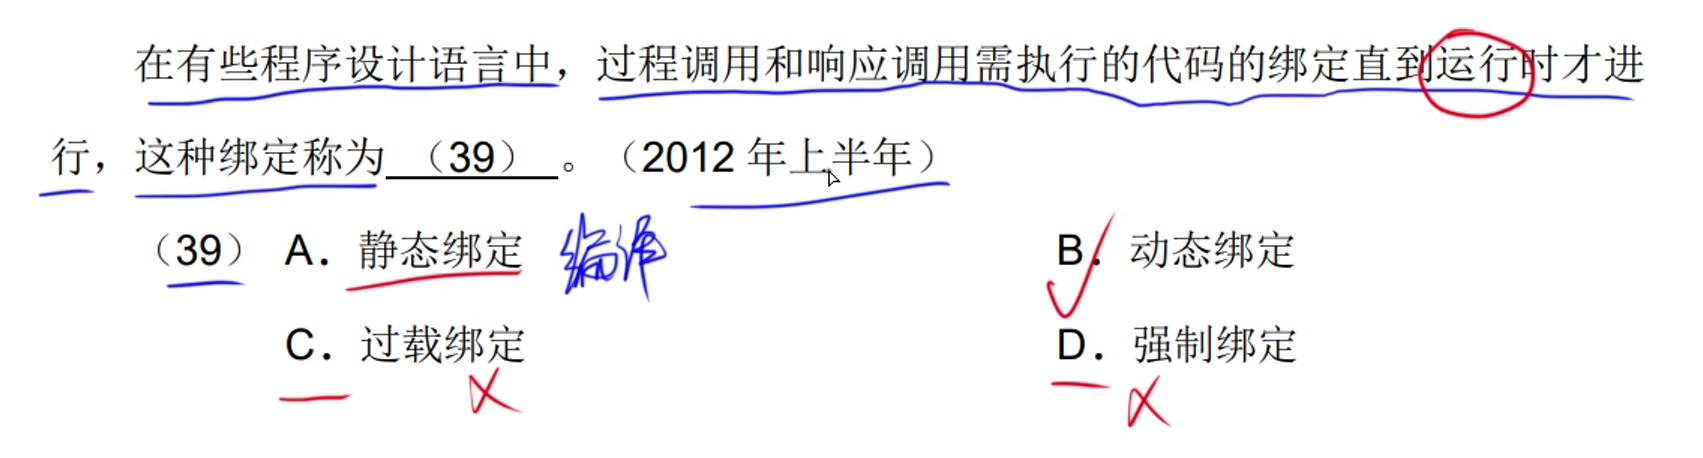 在有些程序设计语言中，过程调用和响应调用需执行的代码的绑定直到运行时才进
行，这种绑定称为 （39） 。（2012 年上半年）
（39） A．静态绑定 编译 B．动态绑定
C．过载绑定 D．强制绑定